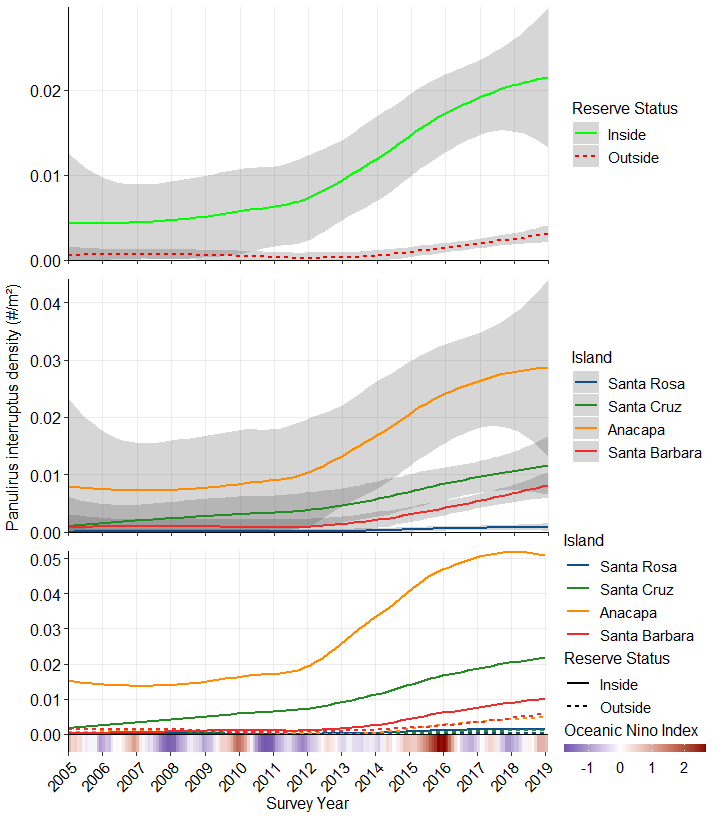 0.02
0.01
0.00
Reserve Status
Inside
Outside
Panulirus interruptus density (#/m²)
0.04
0.03
0.02
0.01
0.00
Island
Santa Rosa
Santa Cruz
Anacapa
Santa Barbara
0.05
0.04
0.03
0.02
0.01
0.00
Island
Santa Rosa
Santa Cruz
Anacapa
Santa Barbara
Reserve Status
Inside
Outside
Oceanic Nino Index
-1 0 1 2
2005 2006 2007 2008 2009 2010 2011 2012 2013 2014 2015 2016 2017 2018 2019
Survey Year